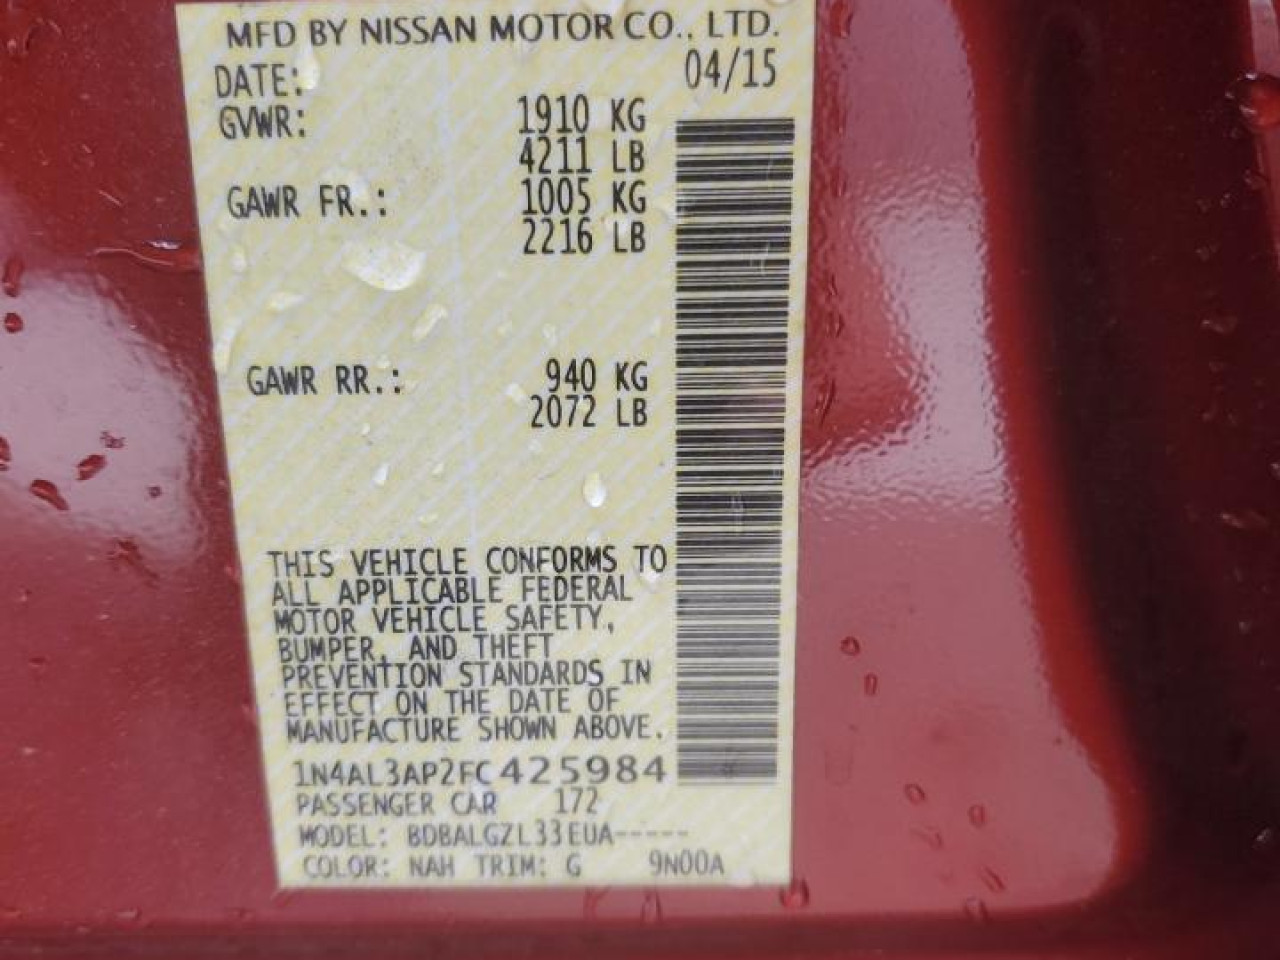 MFD BY NISSAN MOTOR CO., LTD.
DATE: 04/15
GVWR: 1910 KG
4211 LB
GAWR FR.: 1005 KG
2216 LB
GAWR RR.: 940 KG
2072 LB
THIS VEHICLE CONFORMS TO
ALL APPLICABLE FEDERAL
MOTOR VEHICLE SAFETY,
BUMPER, AND THEFT
PREVENTION STANDARDS IN
EFFECT ON THE DATE OF
MANUFACTURE SHOWN ABOVE.
1N4AL3AP2FC425984
PASSENGER CAR 172
MODEL: BDBALGZL33EUA-----
COLOR: NAH TRIM: G 9N00A